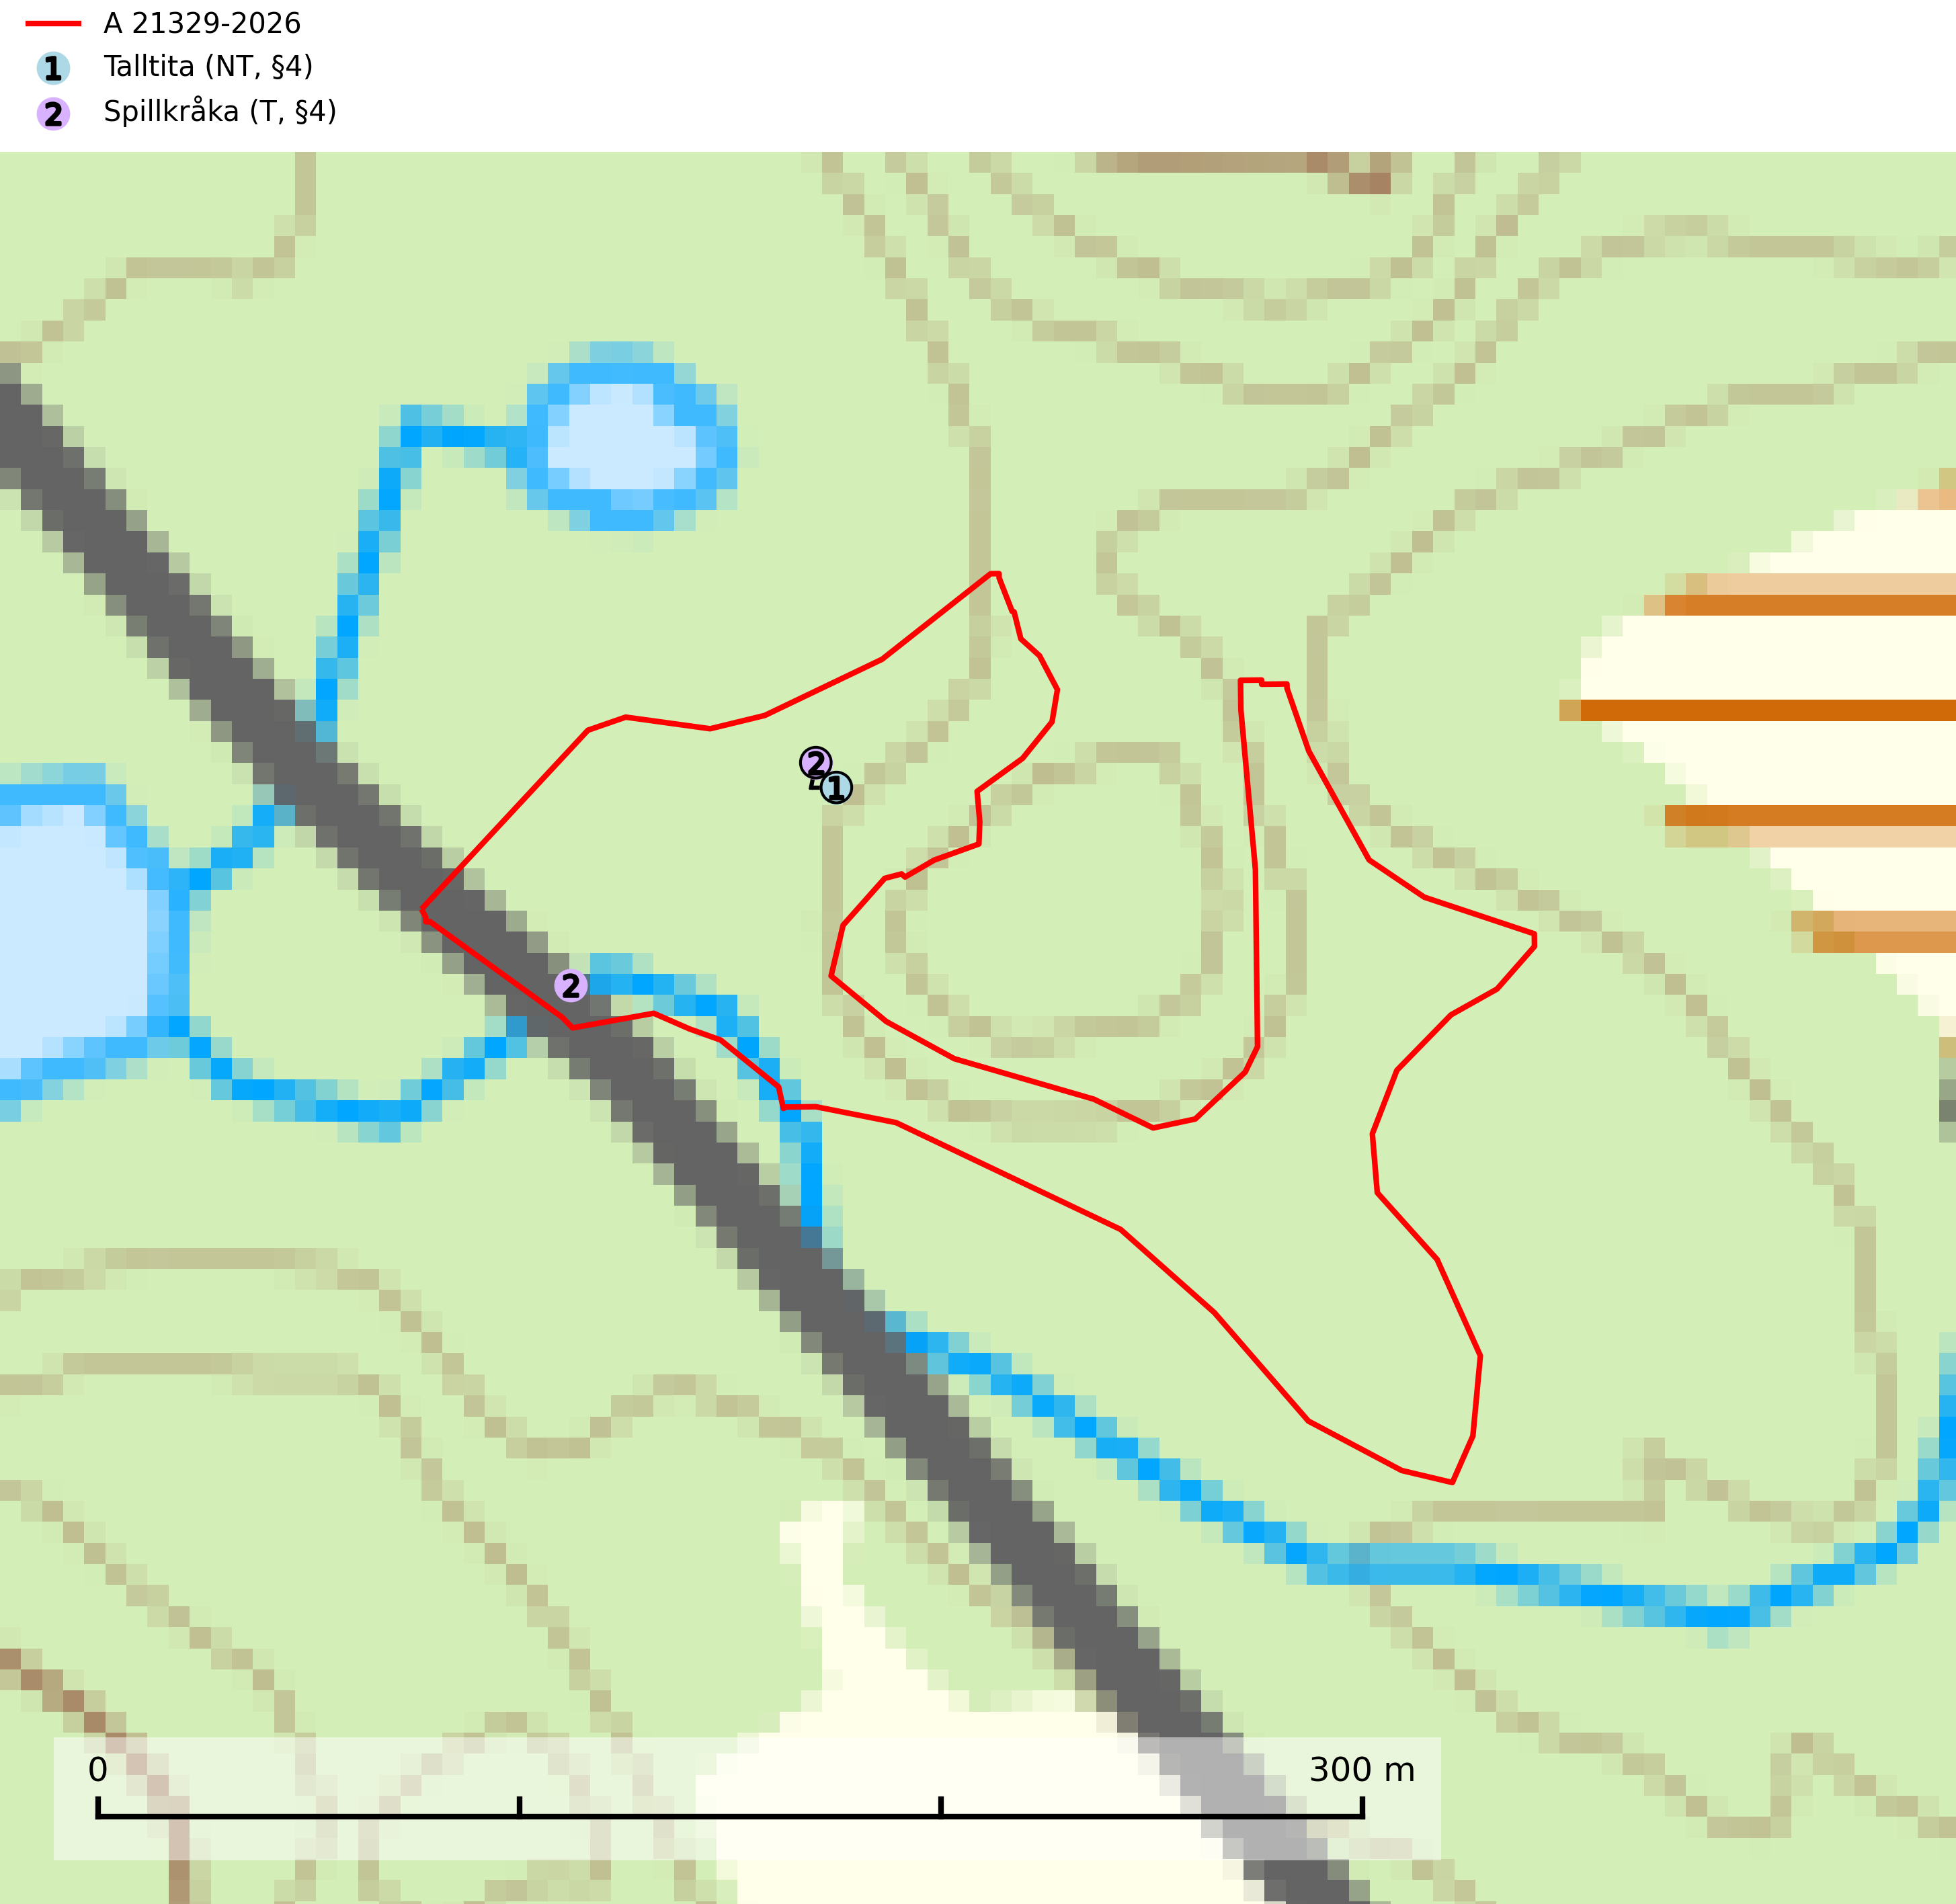 A 21329-2026
1 Talltita (NT, §4)
2 Spillkråka (T, §4)
2
1
2
0 300 m